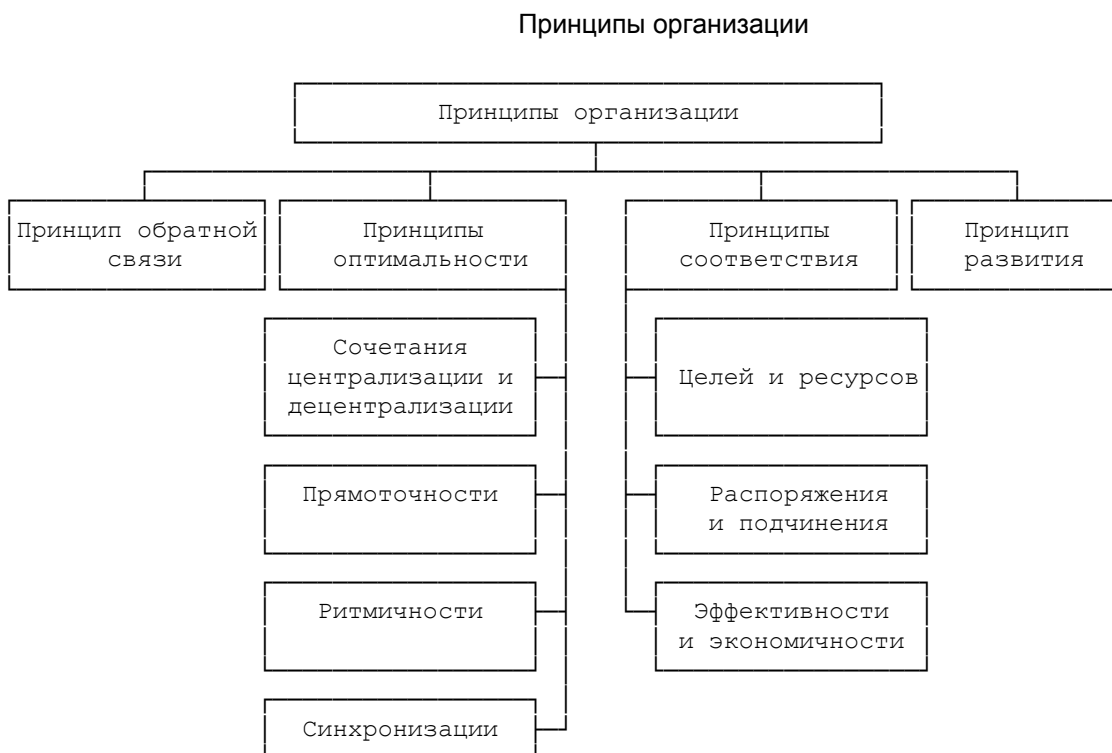 Принципы организации
Принципы организации
Принцип обратной
связи
Принципы
оптимальности
Принципы
соответствия
Принцип
развития
Сочетания
централизации и
децентрализации
Прямоточности
Ритмичности
Синхронизации
Целей и ресурсов
Распоряжения
и подчинения
Эффективности
и экономичности